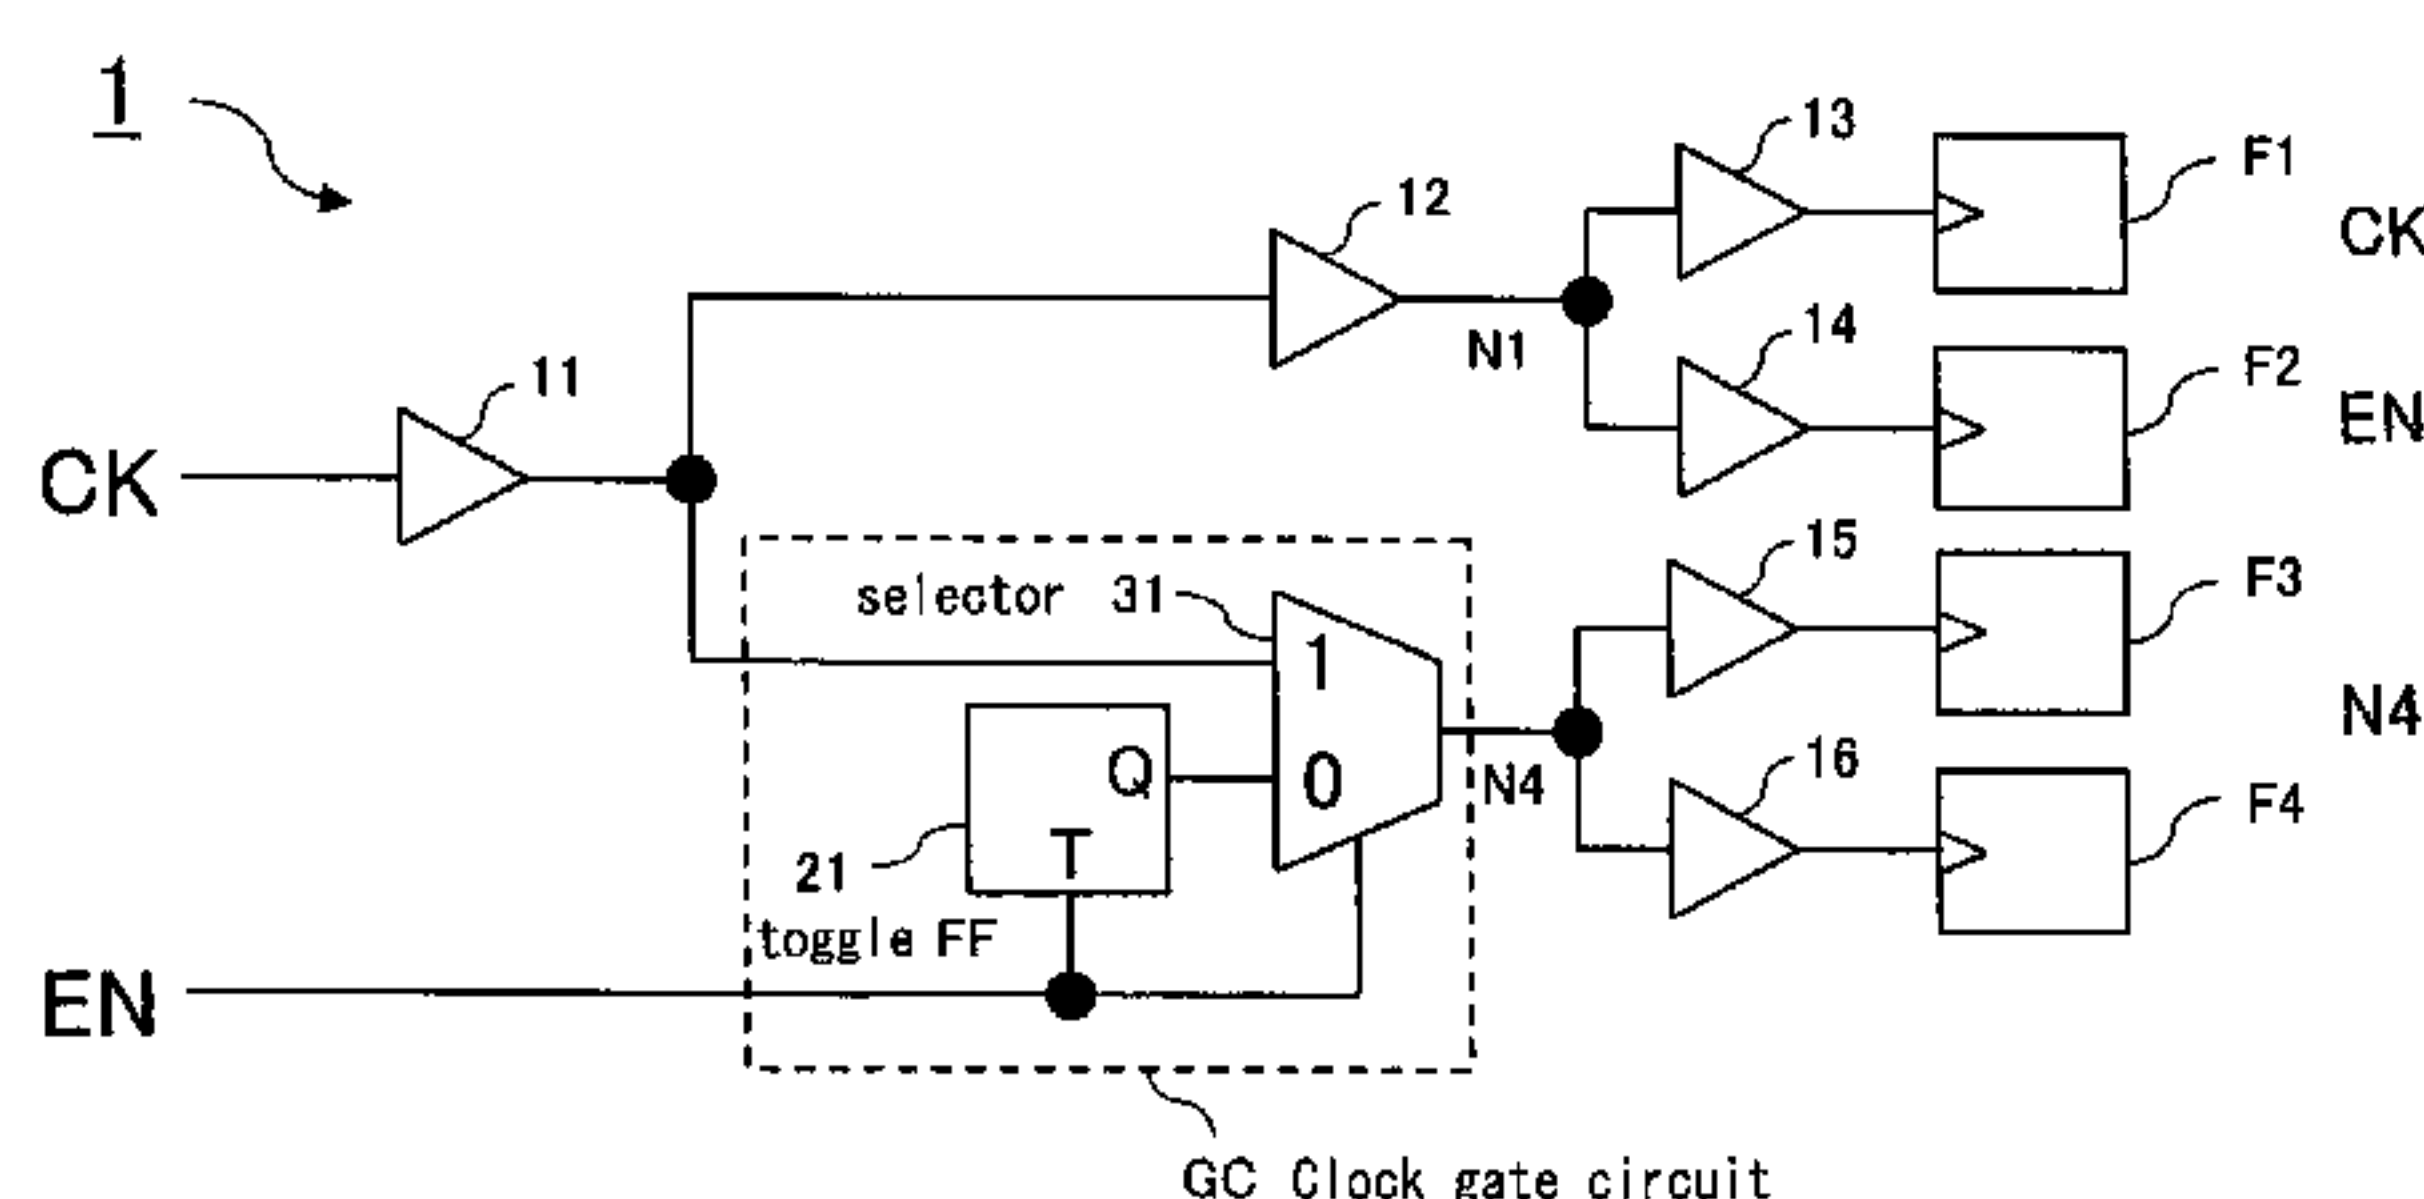 1
13
F1
12
CK
14
N1
F2
11
EN
CK
15
selector 31
F3
1
N4
Q
0
16
N4
F4
T
21
toggle FF
EN
GC Clock gate circuit